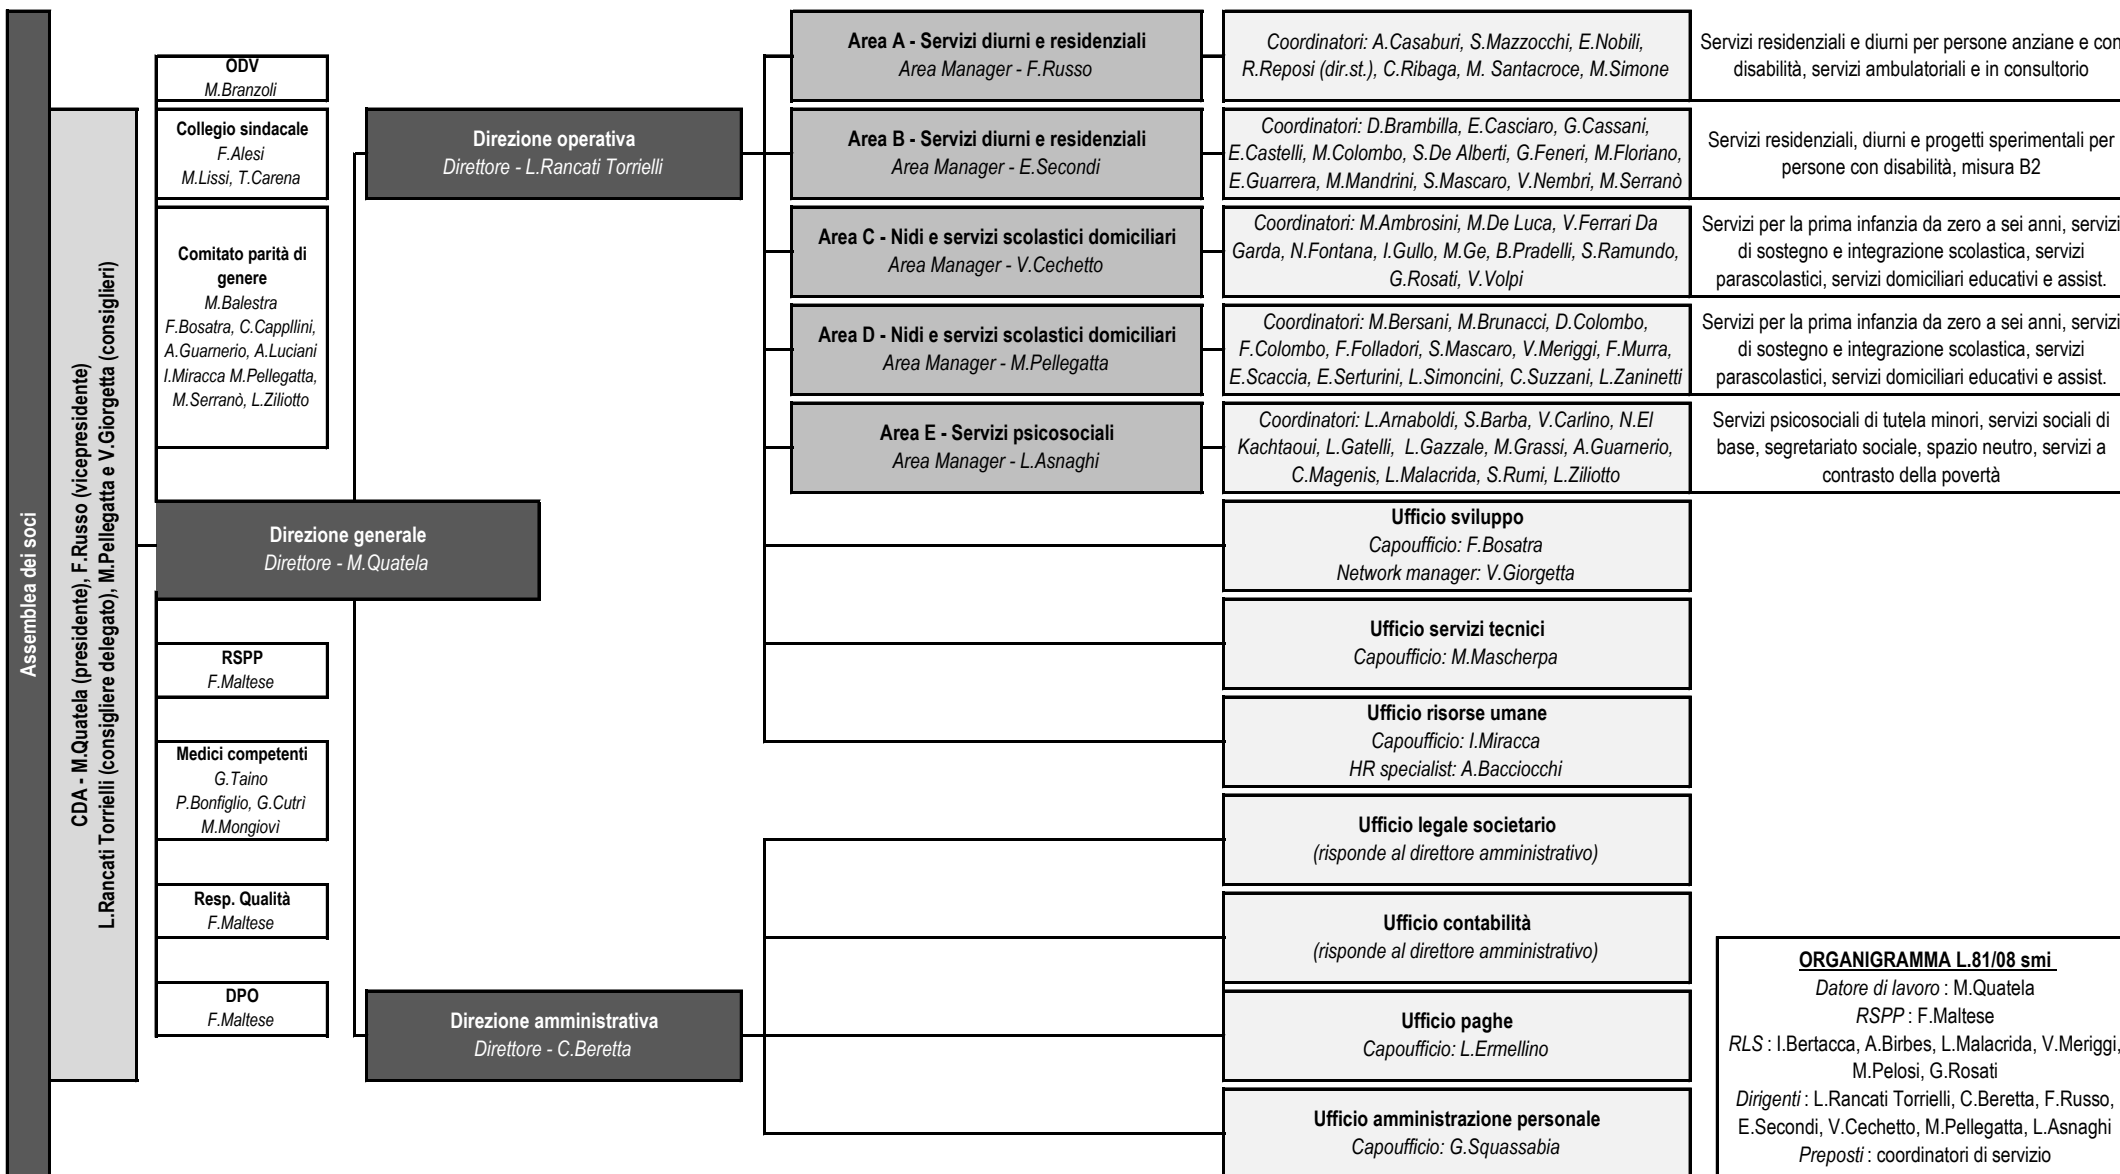 Assemblea dei soci
CDA - M.Quatela (presidente), F.Russo (vicepresidente)
L.Rancati Torrielli (consigliere delegato), M.Pellegatta e V.Giorgetta (consiglieri)
ODV
M.Branzoli
Collegio sindacale
F.Alesi
M.Lissi, T.Carena
Comitato parità di
genere
M.Balestra
F.Bosatra, C.Cappllini,
A.Guarnerio, A.Luciani
I.Miracca M.Pellegatta,
M.Serranò, L.Ziliotto
Direzione generale
Direttore - M.Quatela
RSPP
F.Maltese
Medici competenti
G.Taino
P.Bonfiglio, G.Cutrì
M.Mongiovì
Resp. Qualità
F.Maltese
DPO
F.Maltese
Direzione operativa
Direttore - L.Rancati Torrielli
Area A - Servizi diurni e residenziali
Area Manager - F.Russo
Coordinatori: A.Casaburi, S.Mazzocchi, E.Nobili,
R.Reposi (dir.st.), C.Ribaga, M. Santacroce, M.Simone
Servizi residenziali e diurni per persone anziane e con
disabilità, servizi ambulatoriali e in consultorio
Area B - Servizi diurni e residenziali
Area Manager - E.Secondi
Coordinatori: D.Brambilla, E.Casciaro, G.Cassani,
E.Castelli, M.Colombo, S.De Alberti, G.Feneri, M.Floriano,
E.Guarrera, M.Mandrini, S.Mascaro, V.Nembri, M.Serranò
Servizi residenziali, diurni e progetti sperimentali per
persone con disabilità, misura B2
Area C - Nidi e servizi scolastici domiciliari
Area Manager - V.Cechetto
Coordinatori: M.Ambrosini, M.De Luca, V.Ferrari Da
Garda, N.Fontana, I.Gullo, M.Ge, B.Pradelli, S.Ramundo,
G.Rosati, V.Volpi
Servizi per la prima infanzia da zero a sei anni, servizi
di sostegno e integrazione scolastica, servizi
parascolastici, servizi domiciliari educativi e assist.
Area D - Nidi e servizi scolastici domiciliari
Area Manager - M.Pellegatta
Coordinatori: M.Bersani, M.Brunacci, D.Colombo,
F.Colombo, F.Folladori, S.Mascaro, V.Meriggi, F.Murra,
E.Scaccia, E.Serturini, L.Simoncini, C.Suzzani, L.Zaninetti
Servizi per la prima infanzia da zero a sei anni, servizi
di sostegno e integrazione scolastica, servizi
parascolastici, servizi domiciliari educativi e assist.
Area E - Servizi psicosociali
Area Manager - L.Asnaghi
Coordinatori: L.Arnaboldi, S.Barba, V.Carlino, N.El
Kachtaoui, L.Gatelli, L.Gazzale, M.Grassi, A.Guarnerio,
C.Magenis, L.Malacrida, S.Rumi, L.Ziliotto
Servizi psicosociali di tutela minori, servizi sociali di
base, segretariato sociale, spazio neutro, servizi a
contrasto della povertà
Ufficio sviluppo
Capoufficio: F.Bosatra
Network manager: V.Giorgetta
Ufficio servizi tecnici
Capoufficio: M.Mascherpa
Ufficio risorse umane
Capoufficio: I.Miracca
HR specialist: A.Bacciocchi
Direzione amministrativa
Direttore - C.Beretta
Ufficio legale societario
(risponde al direttore amministrativo)
Ufficio contabilità
(risponde al direttore amministrativo)
Ufficio paghe
Capoufficio: L.Ermellino
Ufficio amministrazione personale
Capoufficio: G.Squassabia
ORGANIGRAMMA L.81/08 smi
Datore di lavoro : M.Quatela
RSPP : F.Maltese
RLS : I.Bertacca, A.Birbes, L.Malacrida, V.Meriggi,
M.Pelosi, G.Rosati
Dirigenti : L.Rancati Torrielli, C.Beretta, F.Russo,
E.Secondi, V.Cechetto, M.Pellegatta, L.Asnaghi
Preposti : coordinatori di servizio